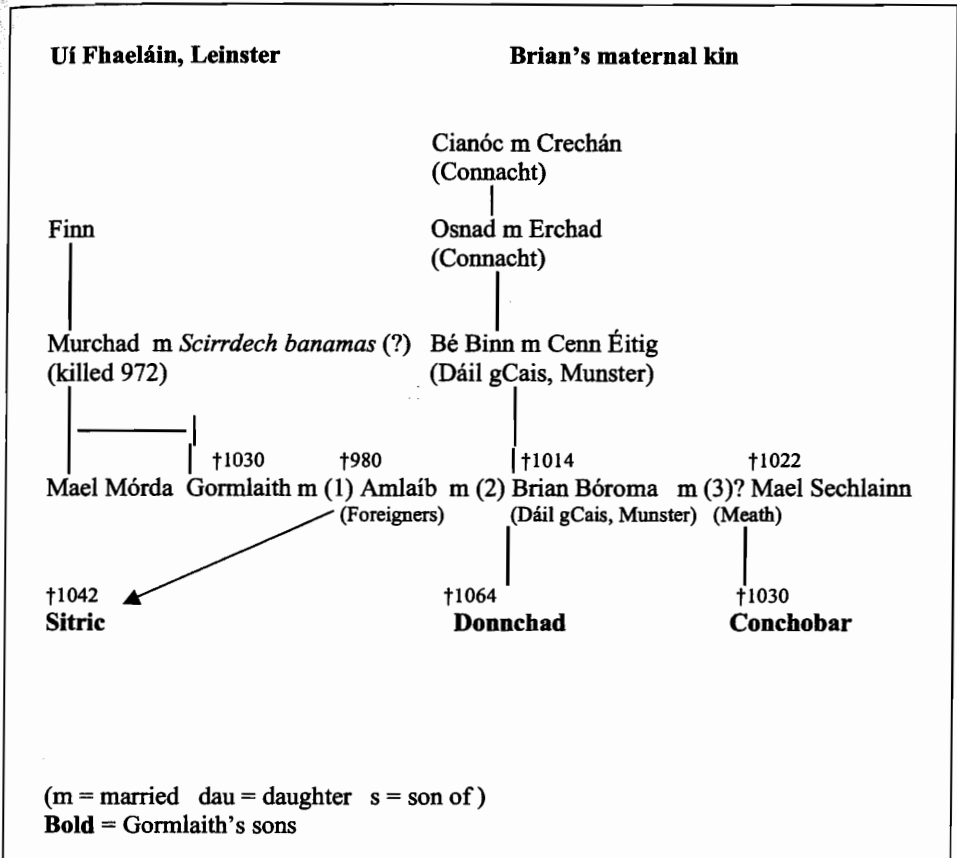 Uí Fhaeláin, Leinster Brian's maternal kin
Cianóc m Crechán
(Connacht)
Finn Osnad m Erchad
(Connacht)
Murchad m Scirrdech banamas (?) Bé Binn m Cenn Éitig
(killed 972) (Dáil gCais, Munster)
†1030 †980 †1014 †1022
Mael Mórda Gormlaith m (1) Amlaíb m (2) Brian Bóroma m (3)? Mael Sechlainn
(Foreigners) (Dáil gCais, Munster) (Meath)
†1042 †1064 †1030
Sitric Donnchad Conchobar
(m = married dau = daughter s = son of )
Bold = Gormlaith's sons